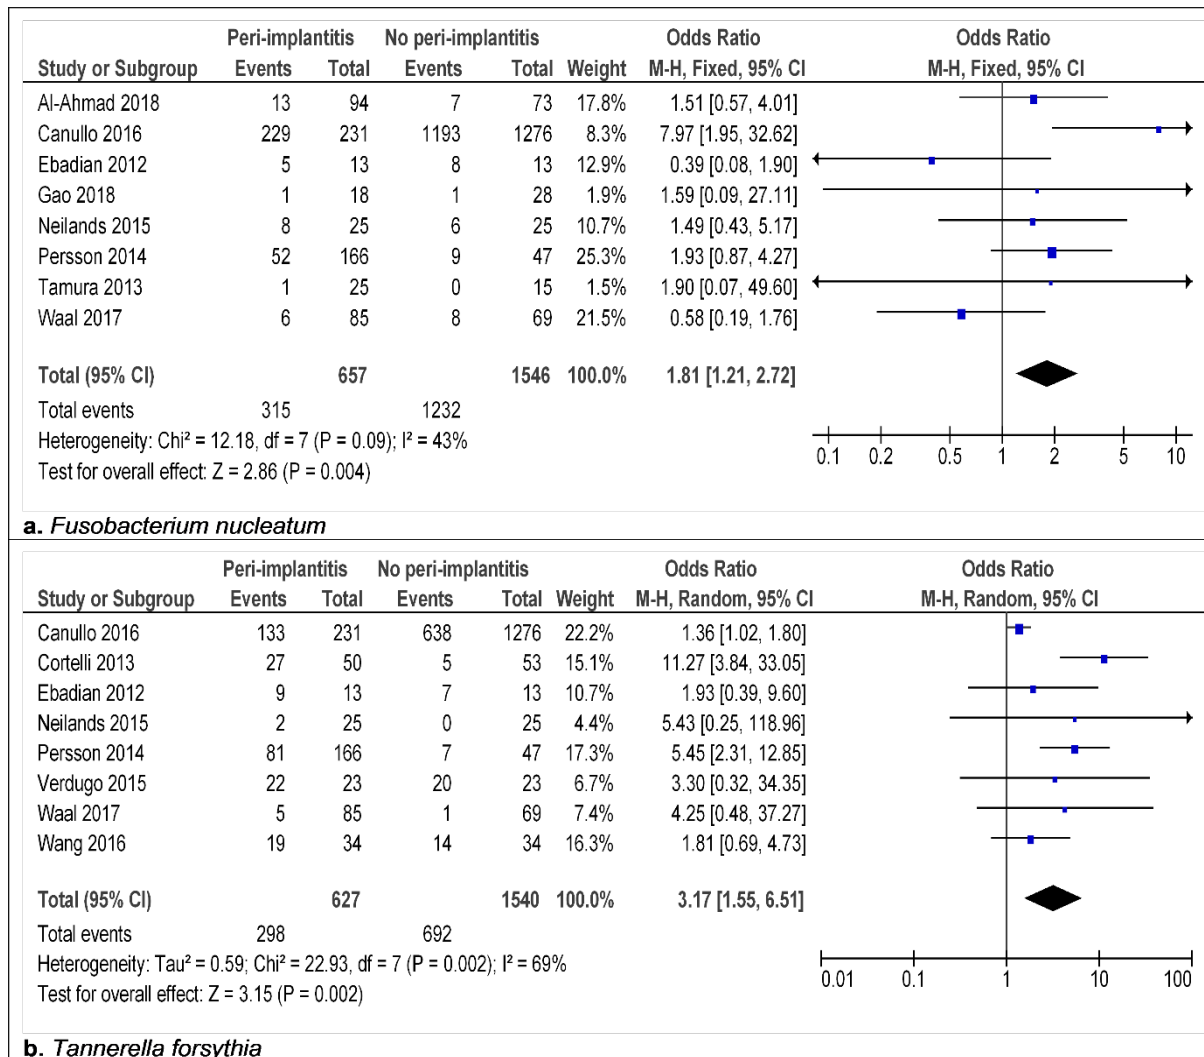 Peri-implantitis No peri-implantitis Odds Ratio Odds Ratio
Study or Subgroup Events Total Events Total Weight M-H, Fixed, 95% CI M-H, Fixed, 95% CI
Al-Ahmad 2018 13 94 7 73 17.8% 1.51 [0.57, 4.01]
Canullo 2016 229 231 1193 1276 8.3% 7.97 [1.95, 32.62]
Ebadian 2012 5 13 8 13 12.9% 0.39 [0.08, 1.90]
Gao 2018 1 18 1 28 1.9% 1.59 [0.09, 27.11]
Neilands 2015 8 25 6 25 10.7% 1.49 [0.43, 5.17]
Persson 2014 52 166 9 47 25.3% 1.93 [0.87, 4.27]
Tamura 2013 1 25 0 15 1.5% 1.90 [0.07, 49.60]
Waal 2017 6 85 8 69 21.5% 0.58 [0.19, 1.76]
Total (95% CI) 657 1546 100.0% 1.81 [1.21, 2.72]
Total events 315 1232
Heterogeneity: Chi² = 12.18, df = 7 (P = 0.09); I² = 43%
Test for overall effect: Z = 2.86 (P = 0.004)
0.1 0.2 0.5 1 2 5 10
a. Fusobacterium nucleatum
Peri-implantitis No peri-implantitis Odds Ratio Odds Ratio
Study or Subgroup Events Total Events Total Weight M-H, Random, 95% CI M-H, Random, 95% CI
Canullo 2016 133 231 638 1276 22.2% 1.36 [1.02, 1.80]
Cortelli 2013 27 50 5 53 15.1% 11.27 [3.84, 33.05]
Ebadian 2012 9 13 7 13 10.7% 1.93 [0.39, 9.60]
Neilands 2015 2 25 0 25 4.4% 5.43 [0.25, 118.96]
Persson 2014 81 166 7 47 17.3% 5.45 [2.31, 12.85]
Verdugo 2015 22 23 20 23 6.7% 3.30 [0.32, 34.35]
Waal 2017 5 85 1 69 7.4% 4.25 [0.48, 37.27]
Wang 2016 19 34 14 34 16.3% 1.81 [0.69, 4.73]
Total (95% CI) 627 1540 100.0% 3.17 [1.55, 6.51]
Total events 298 692
Heterogeneity: Tau² = 0.59; Chi² = 22.93, df = 7 (P = 0.002); I² = 69%
Test for overall effect: Z = 3.15 (P = 0.002)
0.01 0.1 1 10 100
b. Tannerella forsythia